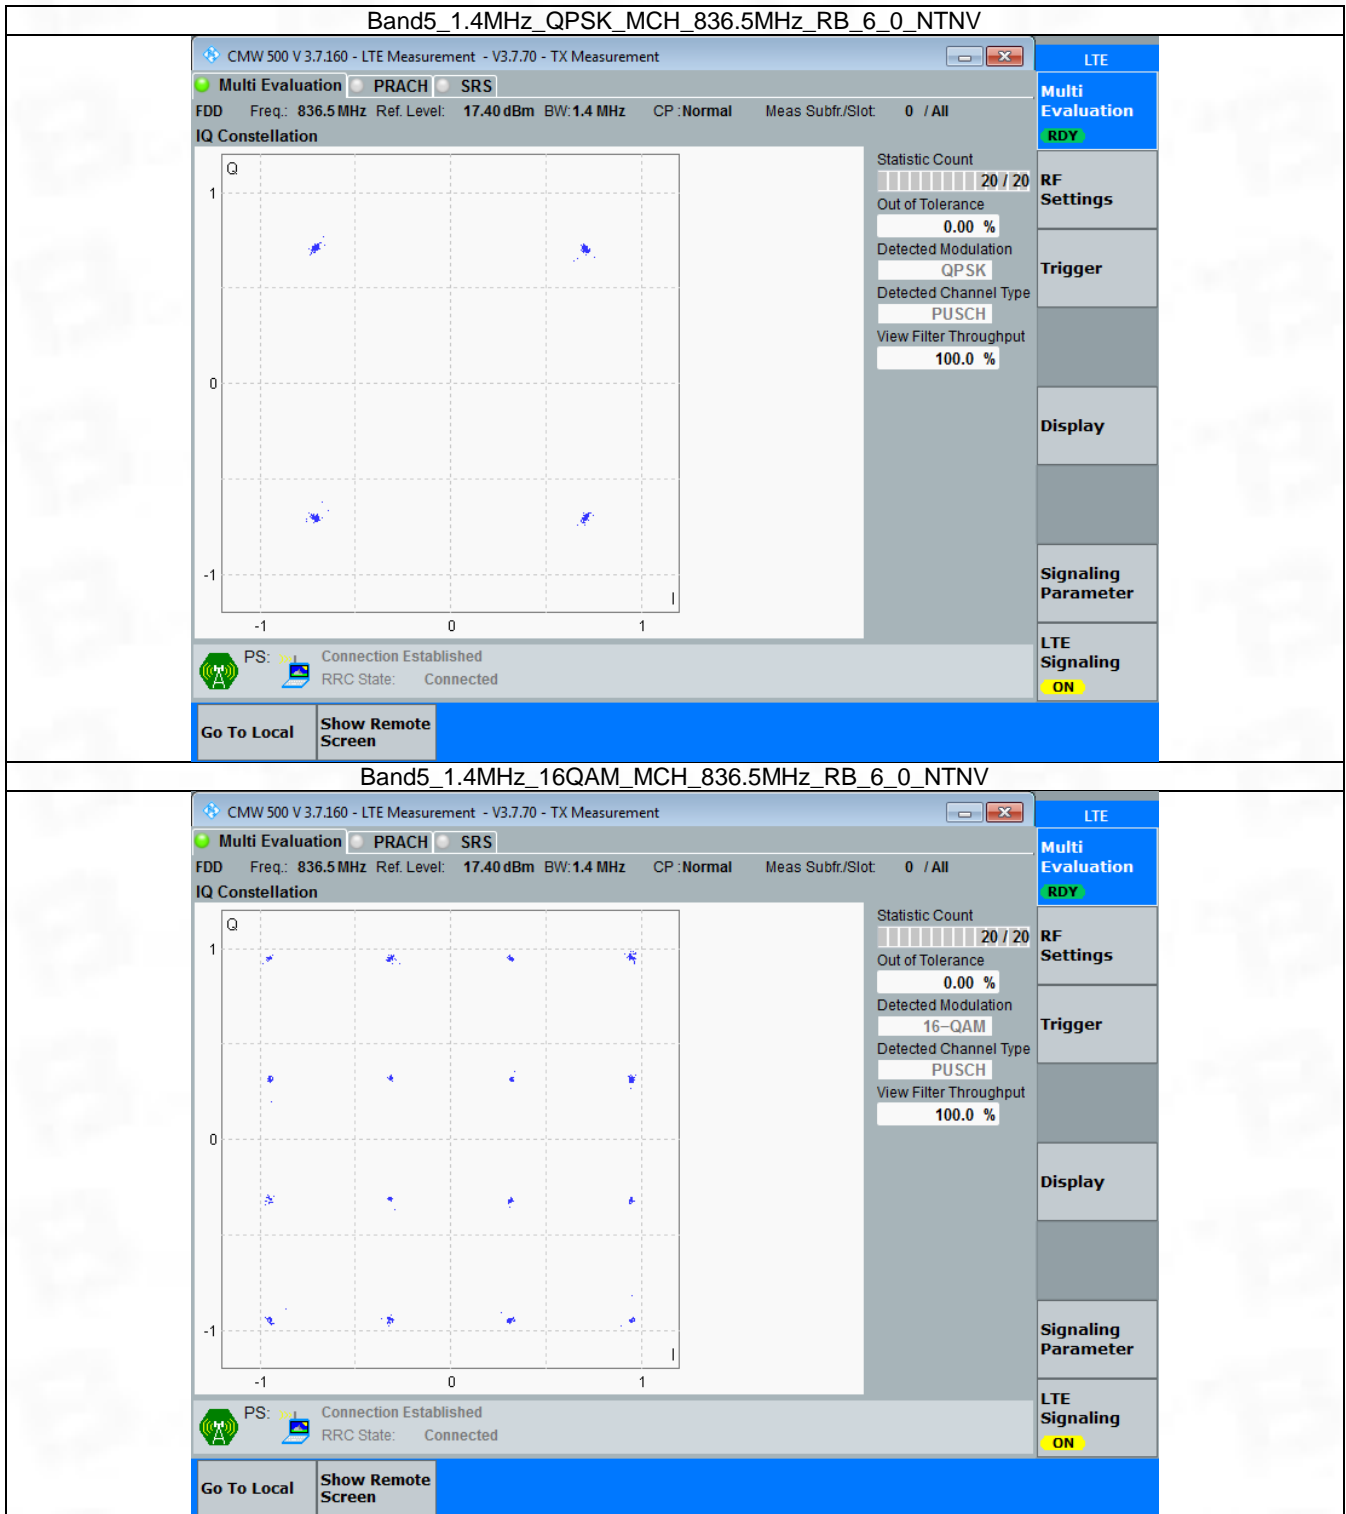 Band5_1.4MHz_QPSK_MCH_836.5MHz_RB_6_0_NTNV
CMW 500 V 3.7.160 - LTE Measurement - V3.7.70 - TX Measurement
LTE
Multi Evaluation PRACH SRS
Multi Evaluation
RDY
FDD Freq.: 836.5 MHz Ref. Level: 17.40 dBm BW: 1.4 MHz CP : Normal Meas Subfr./Slot: 0 / All
IQ Constellation
Q
1
0
-1
I
-1 0 1
Statistic Count
20 / 20
Out of Tolerance
0.00 %
Detected Modulation
QPSK
Detected Channel Type
PUSCH
View Filter Throughput
100.0 %
RF Settings
Trigger
Display
Signaling Parameter
LTE Signaling
ON
PS: Connection Established
RRC State: Connected
Go To Local
Show Remote Screen
Band5_1.4MHz_16QAM_MCH_836.5MHz_RB_6_0_NTNV
CMW 500 V 3.7.160 - LTE Measurement - V3.7.70 - TX Measurement
LTE
Multi Evaluation PRACH SRS
Multi Evaluation
RDY
FDD Freq.: 836.5 MHz Ref. Level: 17.40 dBm BW: 1.4 MHz CP : Normal Meas Subfr./Slot: 0 / All
IQ Constellation
Q
1
0
-1
I
-1 0 1
Statistic Count
20 / 20
Out of Tolerance
0.00 %
Detected Modulation
16-QAM
Detected Channel Type
PUSCH
View Filter Throughput
100.0 %
RF Settings
Trigger
Display
Signaling Parameter
LTE Signaling
ON
PS: Connection Established
RRC State: Connected
Go To Local
Show Remote Screen